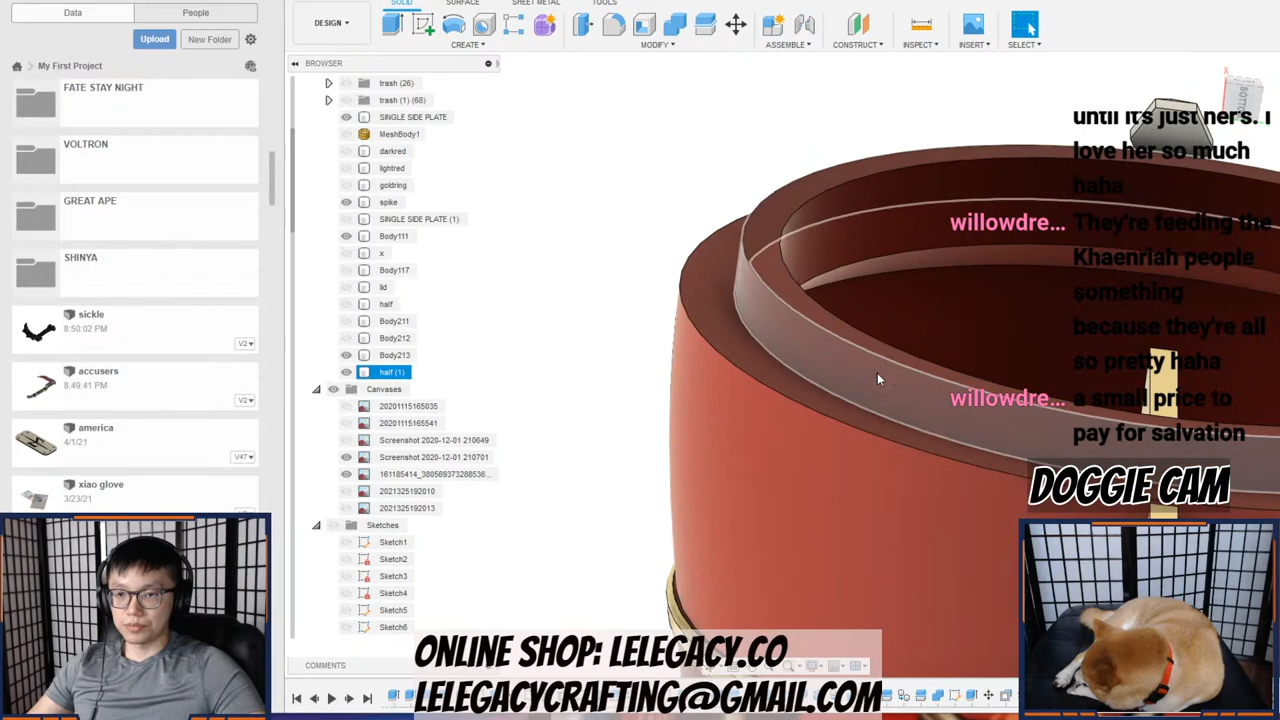 Data
People
Upload
New Folder
My First Project
FATE STAY NIGHT
VOLTRON
GREAT APE
SHINYA
sickle
8:50:02 PM
V2
accusers
8:49:41 PM
V2
america
4/1/21
V47
xiao glove
3/23/21
DESIGN
SOLID
SURFACE
SHEET METAL
TOOLS
CREATE
MODIFY
ASSEMBLE
CONSTRUCT
INSPECT
INSERT
SELECT
BROWSER
trash (26)
trash (1) (68)
SINGLE SIDE PLATE
MeshBody1
darkred
lightred
goldring
spike
SINGLE SIDE PLATE (1)
Body111
x
Body117
lid
half
Body211
Body212
Body213
half (1)
Canvases
20201115165035
20201115165541
Screenshot 2020-12-01 210649
Screenshot 2020-12-01 210701
161185414_380569373288536...
2021325192010
2021325192013
Sketches
Sketch1
Sketch2
Sketch3
Sketch4
Sketch5
Sketch6
COMMENTS
X
BOTTO
until it's just her's. I
love her so much
haha
willowdre... They're feeding the
Khaenriah people
something
because they're all
so pretty haha
willowdre... a small price to
pay for salvation
DOGGIE CAM
ONLINE SHOP: LELEGACY.CO
LELEGACYCRAFTING@GMAIL.COM